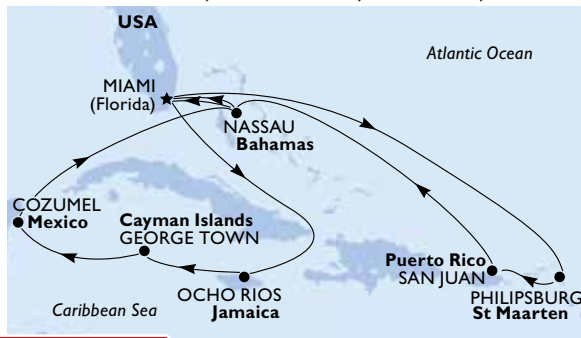 USA
Atlantic Ocean
MIAMI
(Florida)
NASSAU
Bahamas
COZUMEL
Mexico
Cayman Islands
GEORGE TOWN
Puerto Rico
SAN JUAN
OCHO RIOS
Jamaica
PHILIPSBURG
St Maarten
Caribbean Sea